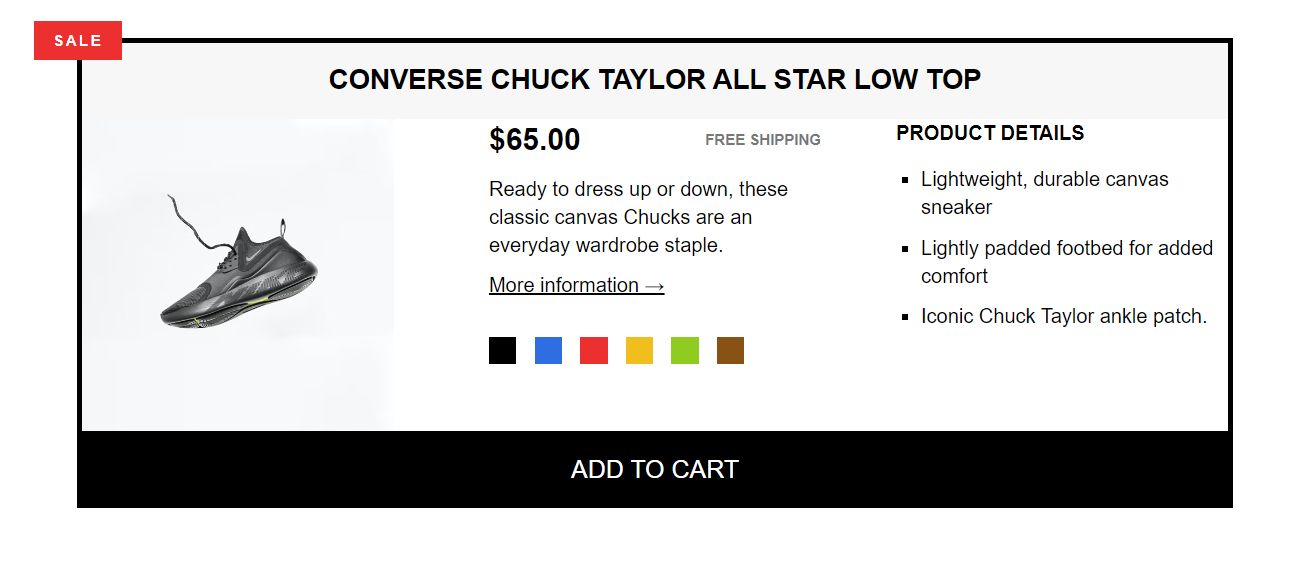 SALE
CONVERSE CHUCK TAYLOR ALL STAR LOW TOP
$65.00
FREE SHIPPING
Ready to dress up or down, these
classic canvas Chucks are an
everyday wardrobe staple.
More information →
PRODUCT DETAILS
Lightweight, durable canvas
sneaker
Lightly padded footbed for added
comfort
Iconic Chuck Taylor ankle patch.
ADD TO CART